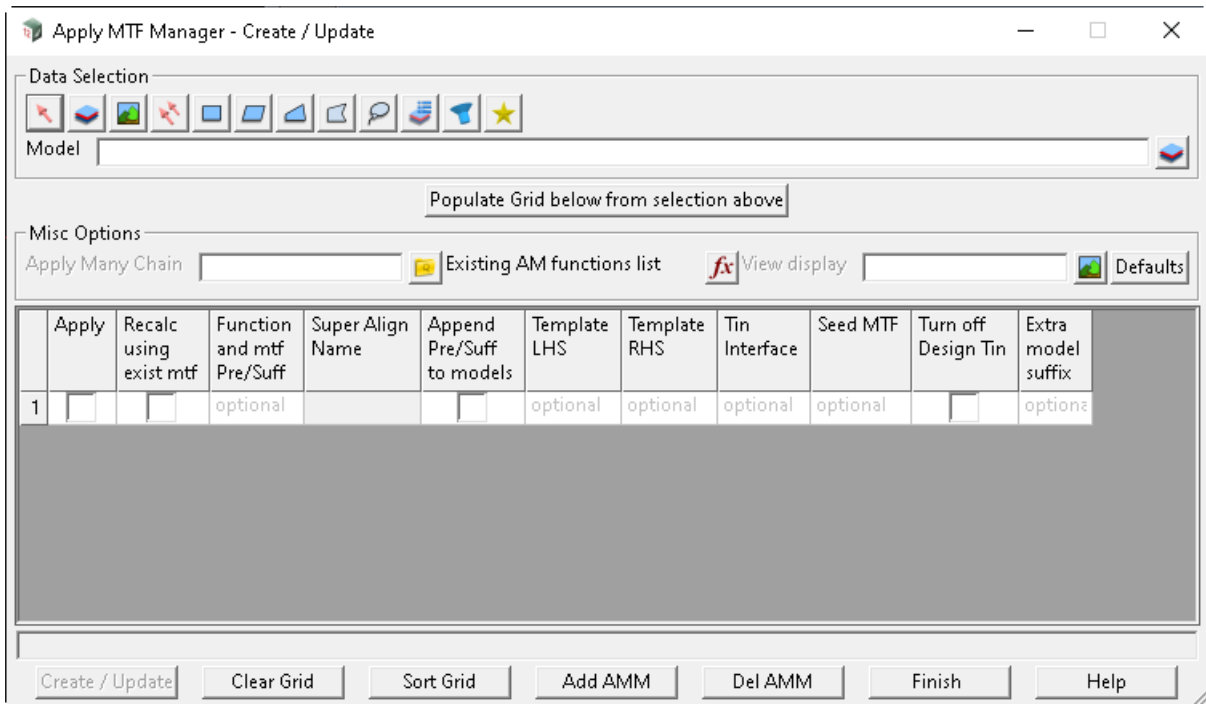 Apply MTF Manager - Create / Update
Data Selection
Model
Populate Grid below from selection above
Misc Options
Apply Many Chain Existing AM functions list fx View display Defaults
Apply Recalc Function Super Align Append Template Template Tin Seed MTF Turn off Extra
using and mtf Name Pre/Suff LHS RHS Interface Design Tin model
exist mtf Pre/Suff to models suffix
1 optional optional optional optional optional optiona
Create / Update Clear Grid Sort Grid Add AMM Del AMM Finish Help